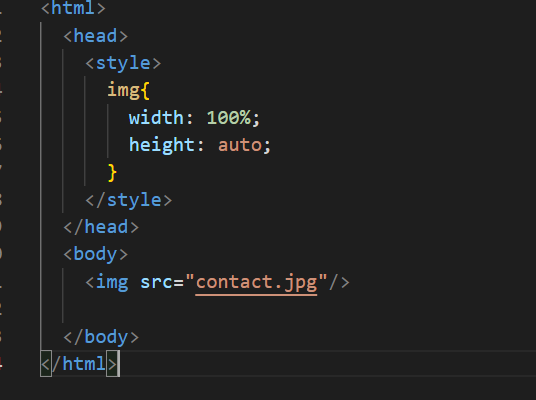 <html>
<head>
<style>
img{
width: 100%;
height: auto;
}
</style>
</head>
<body>
<img src="contact.jpg"/>
</body>
</html>